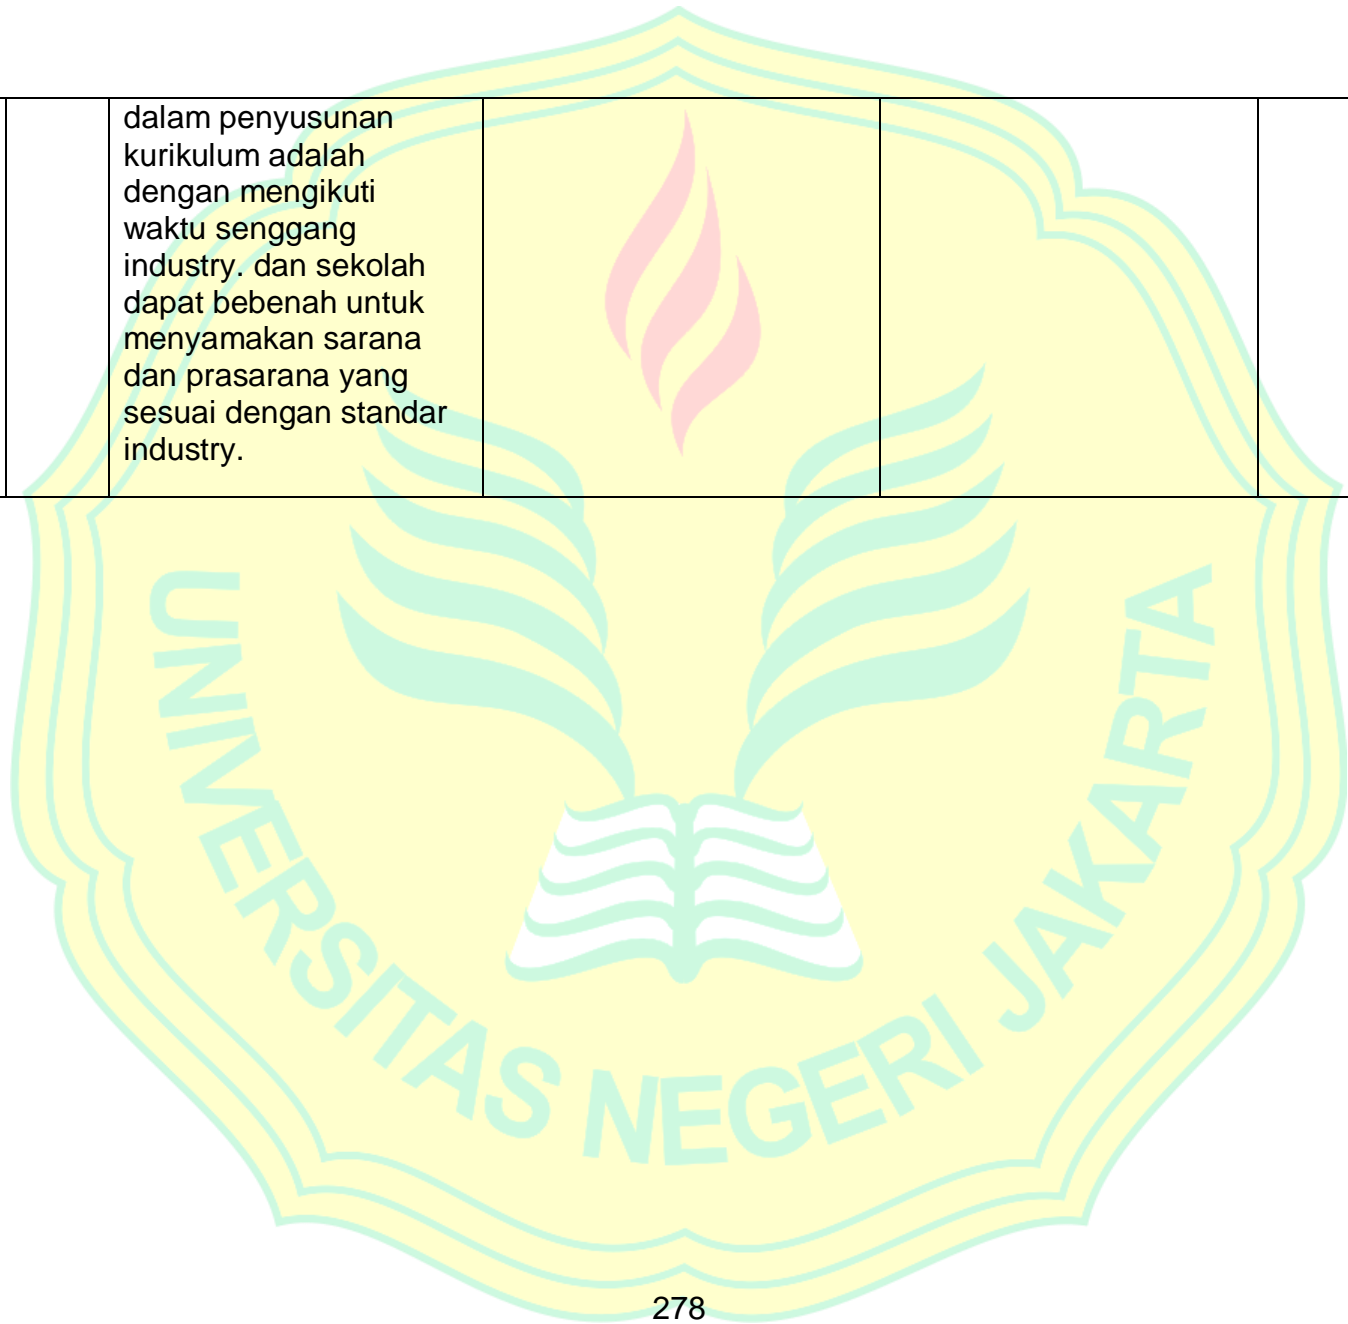 dalam penyusunan
kurikulum adalah
dengan mengikuti
waktu senggang
industry. dan sekolah
dapat bebenah untuk
menyamakan sarana
dan prasarana yang
sesuai dengan standar
industry.
UNIVERSITAS NEGERI JAKARTA
278